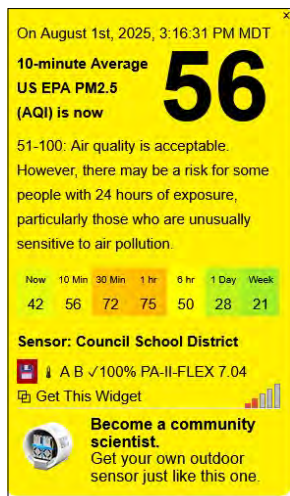 ×
On August 1st, 2025, 3:16:31 PM MDT
10-minute Average
US EPA PM2.5
(AQI) is now
56
51-100: Air quality is acceptable.
However, there may be a risk for some
people with 24 hours of exposure,
particularly those who are unusually
sensitive to air pollution.
Now 10 Min 30 Min 1 hr 6 hr 1 Day Week
42 56 72 75 50 28 21
Sensor: Council School District
A B ✓100% PA-II-FLEX 7.04
Get This Widget
Become a community
scientist.
Get your own outdoor
sensor just like this one.